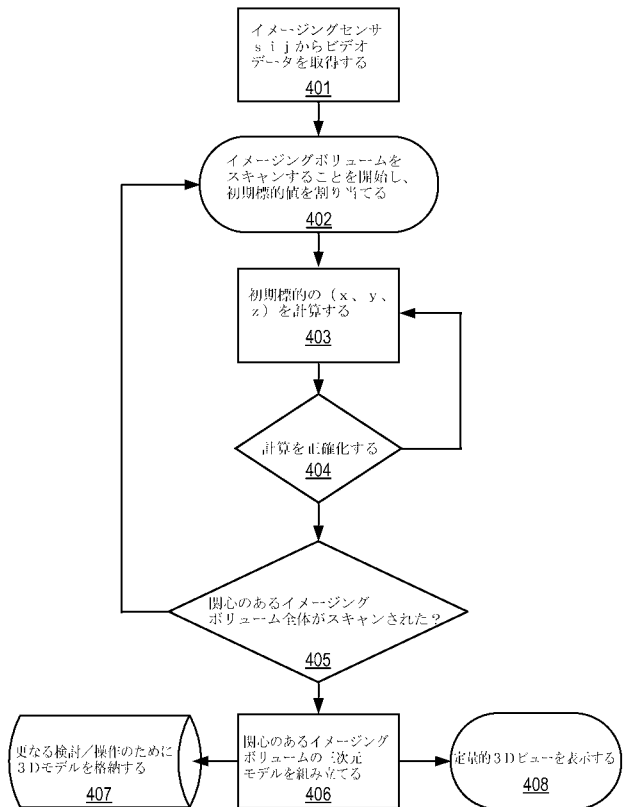 イメージングセンサ
ｓｉｊからビデオ
データを取得する
401
イメージングボリュームを
スキャンすることを開始し、
初期標的値を割り当てる
402
初期標的の（ｘ、ｙ、
ｚ）を計算する
403
計算を正確化する
404
関心のあるイメージング
ボリューム全体がスキャンされた？
405
更なる検討／操作のために
３Ｄモデルを格納する
407
関心のあるイメージング
ボリュームの三次元
モデルを組み立てる
406
定量的３Ｄビューを表示する
408